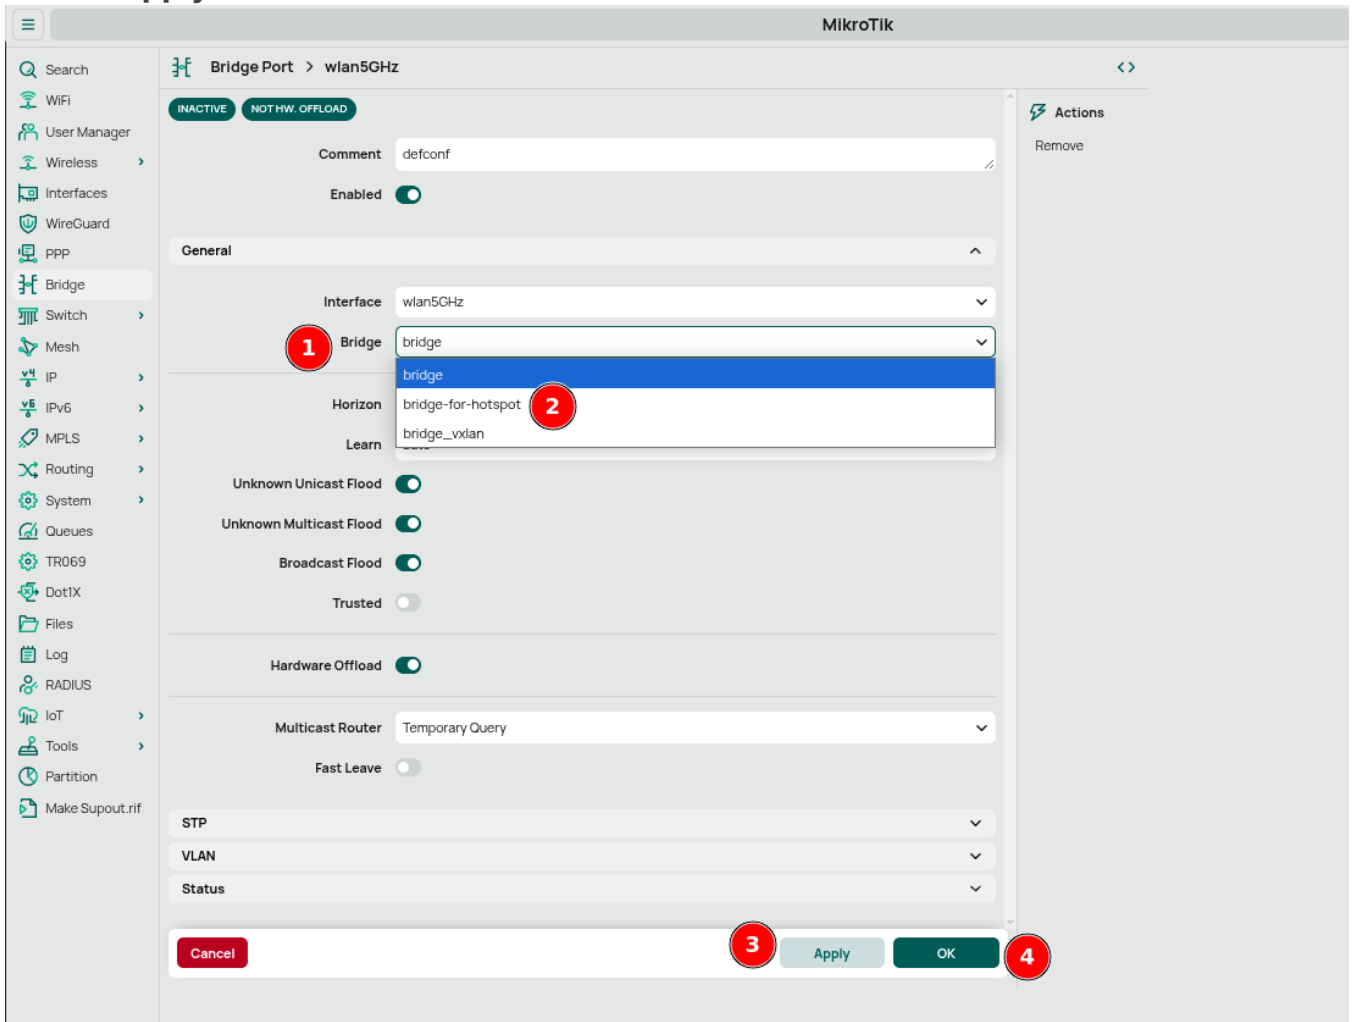 MikroTik
Search
WiFi
User Manager
Wireless
Interfaces
WireGuard
PPP
Bridge
Switch
Mesh
IP
IPv6
MPLS
Routing
System
Queues
TR069
Dot1X
Files
Log
RADIUS
IoT
Tools
Partition
Make Supout.rif
Bridge Port > wlan5GHz
INACTIVE NOT HW. OFFLOAD
Comment defconf
Enabled
General
Interface wlan5GHz
1 Bridge bridge
bridge
Horizon bridge-for-hotspot 2
bridge_vxlan
Learn
Unknown Unicast Flood
Unknown Multicast Flood
Broadcast Flood
Trusted
Hardware Offload
Multicast Router Temporary Query
Fast Leave
STP
VLAN
Status
Cancel 3 Apply OK 4
Actions
Remove